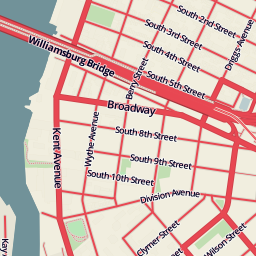 South 2nd Street
South 3rd Street
South 4th Street
Driggs Avenue
Williamsburg Bridge
South 5th Street
Berry Street
Broadway
Wythe Avenue
South 8th Street
Kent Avenue
South 9th Street
South 10th Street
Division Avenue
Clymer Street
Wilson Street